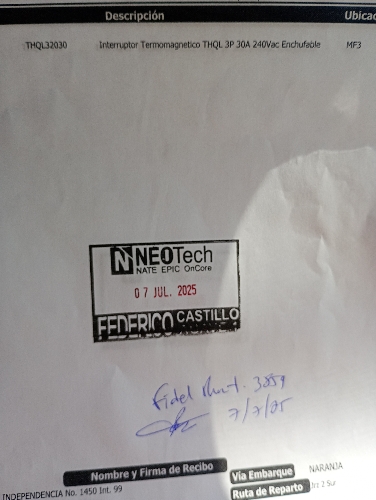 Descripción Ubicac
THQL32030 Interruptor Termomagnetico THQL 3P 30A 240Vac Enchufable MF3
NEOTech
NATE EPIC OnCore
07 JUL. 2025
FEDERICO CASTILLO
Fidel 3859
7/7/25
Nombre y Firma de Recibo Vía Embarque NARANJA
INDEPENDENCIA No. 1450 Int. 99 Ruta de Reparto 2 Sur